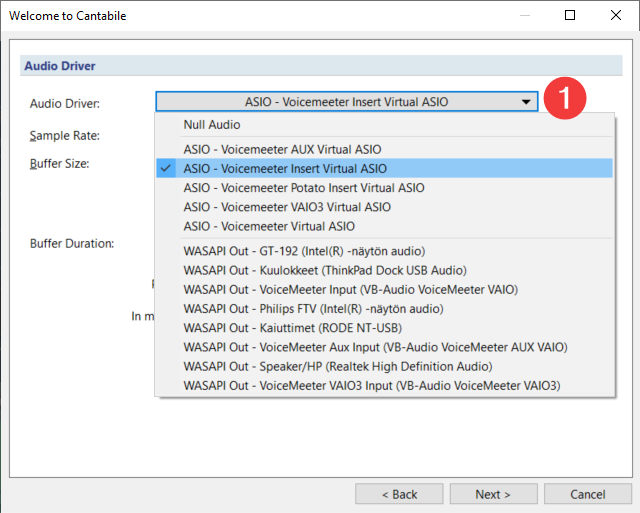 Welcome to Cantabile
Audio Driver
Audio Driver:
ASIO - Voicemeeter Insert Virtual ASIO
1
Null Audio
Sample Rate:
ASIO - Voicemeeter AUX Virtual ASIO
Buffer Size:
ASIO - Voicemeeter Insert Virtual ASIO
ASIO - Voicemeeter Potato Insert Virtual ASIO
ASIO - Voicemeeter VAIO3 Virtual ASIO
ASIO - Voicemeeter Virtual ASIO
Buffer Duration:
WASAPI Out - GT-192 (Intel(R) -näytön audio)
WASAPI Out - Kuulokkeet (ThinkPad Dock USB Audio)
WASAPI Out - VoiceMeeter Input (VB-Audio VoiceMeeter VAIO)
WASAPI Out - Philips FTV (Intel(R) -näytön audio)
In m
WASAPI Out - Kaiuttimet (RODE NT-USB)
WASAPI Out - VoiceMeeter Aux Input (VB-Audio VoiceMeeter AUX VAIO)
WASAPI Out - Speaker/HP (Realtek High Definition Audio)
WASAPI Out - VoiceMeeter VAIO3 Input (VB-Audio VoiceMeeter VAIO3)
< Back
Next >
Cancel